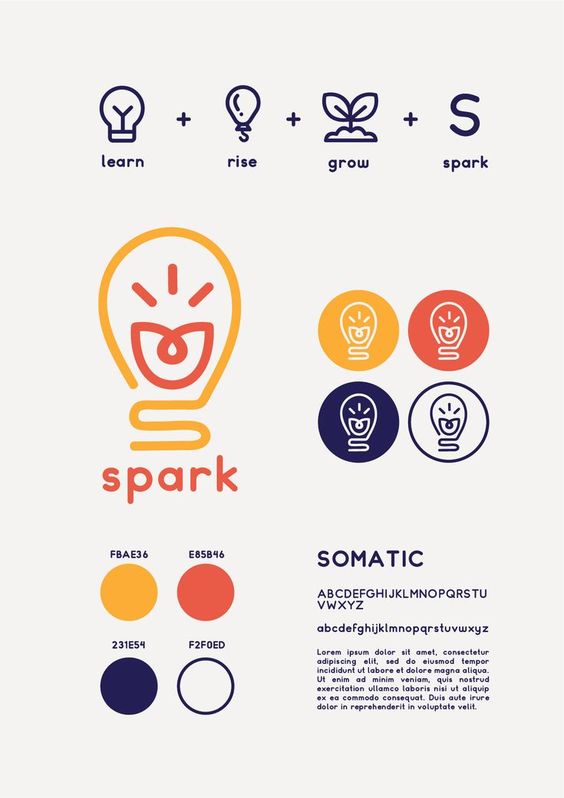 + + + S
learn rise grow spark
spark
FBAE36 E85B46
231E54 F2F0ED
SOMATIC
ABCDEFGHIJKLMNOPQRSTU
VWXYZ
abcdefghijklmnopqrstuvwxyz
Lorem ipsum dolor sit amet, consectetur
adipiscing elit, sed do eiusmod tempor
incididunt ut labore et dolore magna aliqua.
Ut enim ad minim veniam, quis nostrud
exercitation ullamco laboris nisi ut aliquip
ex ea commodo consequat. Duis aute irure
dolor in reprehenderit in voluptate velit.